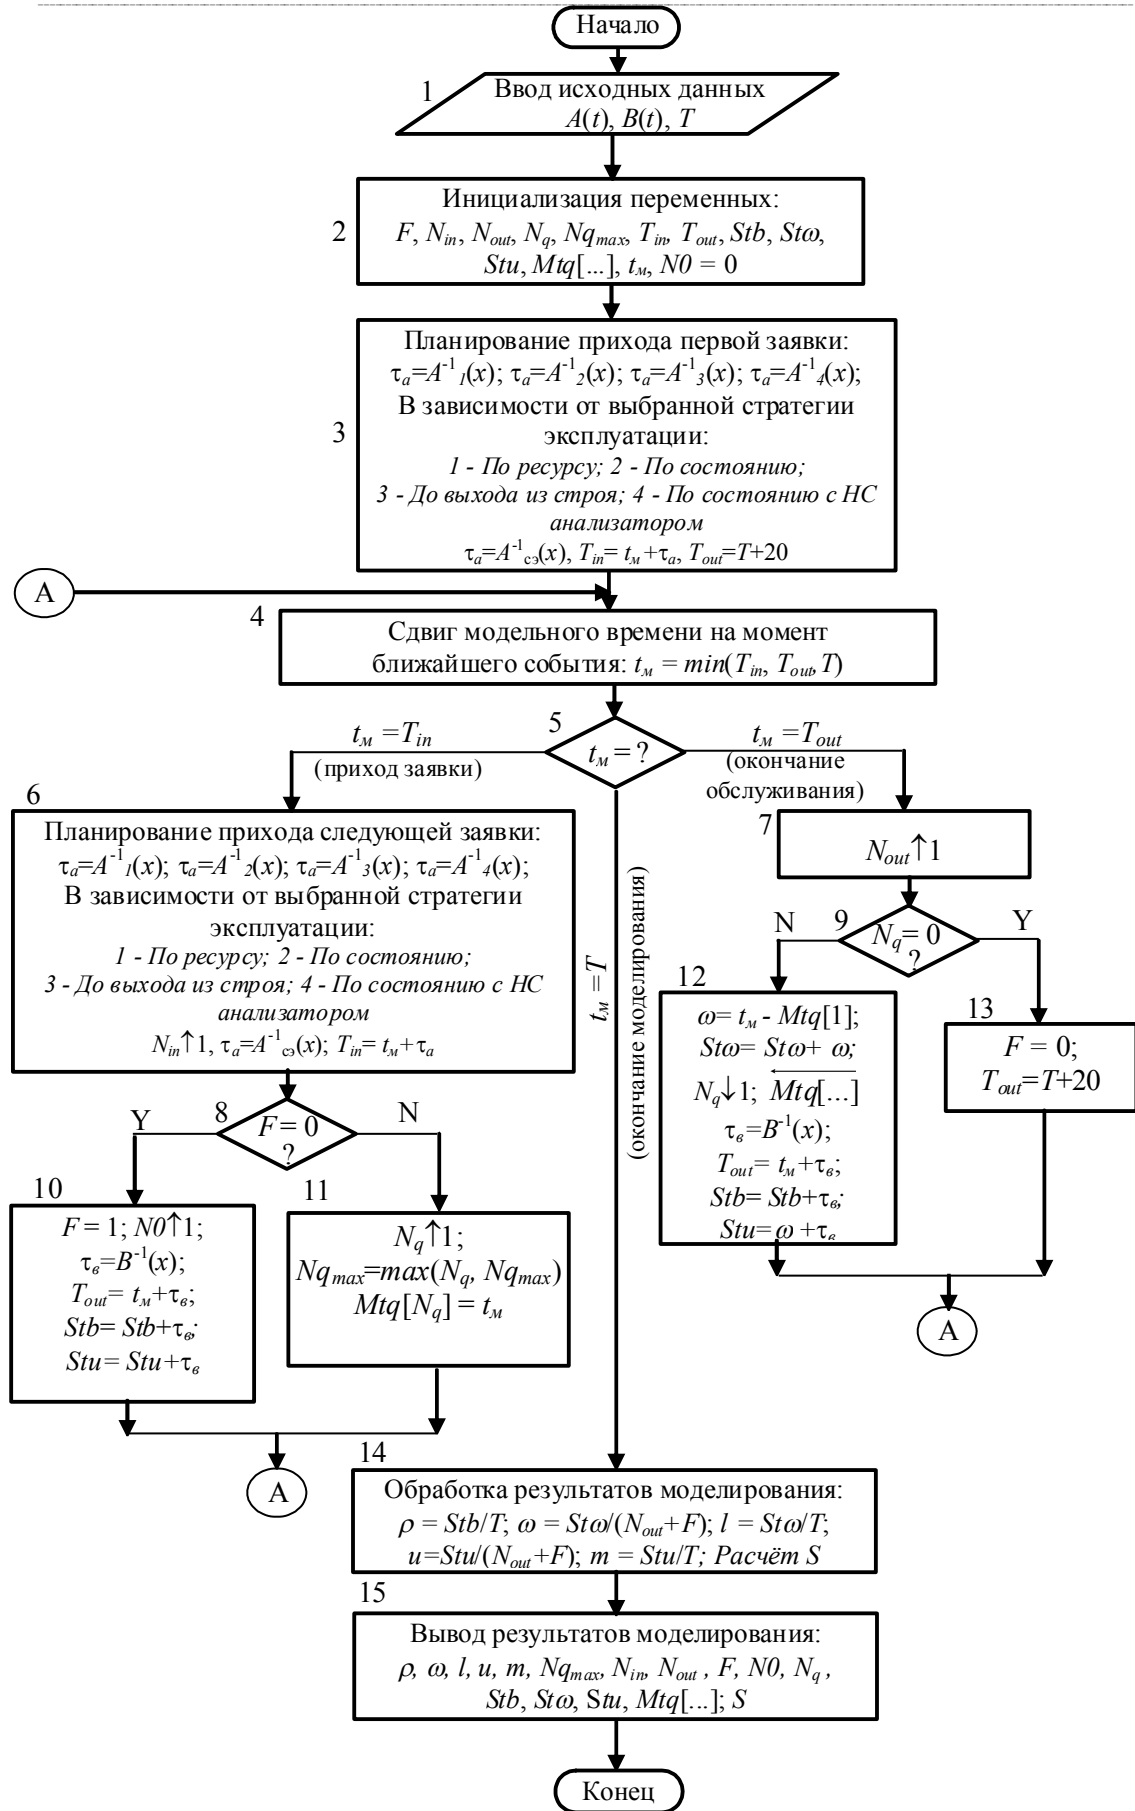 Начало
1
Ввод исходных данных
A(t), B(t), T
2
Инициализация переменных:
F, N_in, N_out, N_q, Nq_max, T_in, T_out, Stb, Stω,
Stu, Mtq[...], t_м, N0 = 0
3
Планирование прихода первой заявки:
τ_a=A^-1_1(x); τ_a=A^-1_2(x); τ_a=A^-1_3(x); τ_a=A^-1_4(x);
В зависимости от выбранной стратегии
эксплуатации:
1 - По ресурсу; 2 - По состоянию;
3 - До выхода из строя; 4 - По состоянию с НС
анализатором
τ_a=A^-1_сэ(x), T_in= t_м+τ_a, T_out=T+20
А
4
Сдвиг модельного времени на момент
ближайшего события: t_м = min(T_in, T_out, T)
5
t_м = ?
t_м =T_in
(приход заявки)
t_м =T_out
(окончание
обслуживания)
t_м =T
(окончание моделирования)
6
Планирование прихода следующей заявки:
τ_a=A^-1_1(x); τ_a=A^-1_2(x); τ_a=A^-1_3(x); τ_a=A^-1_4(x);
В зависимости от выбранной стратегии
эксплуатации:
1 - По ресурсу; 2 - По состоянию;
3 - До выхода из строя; 4 - По состоянию с НС
анализатором
N_in↑1, τ_a=A^-1_сэ(x); T_in= t_м+τ_a
7
N_out↑1
8
F= 0
?
Y
N
9
N_q= 0
?
N
Y
10
F = 1; N0↑1;
τ_в=B^-1(x);
T_out= t_м+τ_в;
Stb= Stb+τ_в;
Stu= Stu+τ_в
11
N_q↑1;
Nq_max=max(N_q, Nq_max)
Mtq[N_q] = t_м
12
ω= t_м - Mtq[1];
Stω= Stω+ ω;
N_q↓1; ←Mtq[...]
τ_в=B^-1(x);
T_out= t_м+τ_в;
Stb= Stb+τ_в;
Stu= ω +τ_в
13
F = 0;
T_out=T+20
А
А
14
Обработка результатов моделирования:
ρ = Stb/T; ω = Stω/(N_out+F); l = Stω/T;
u=Stu/(N_out+F); m = Stu/T; Расчёт S
15
Вывод результатов моделирования:
ρ, ω, l, u, m, Nq_max, N_in, N_out , F, N0, N_q ,
Stb, Stω, Stu, Mtq[...]; S
Конец